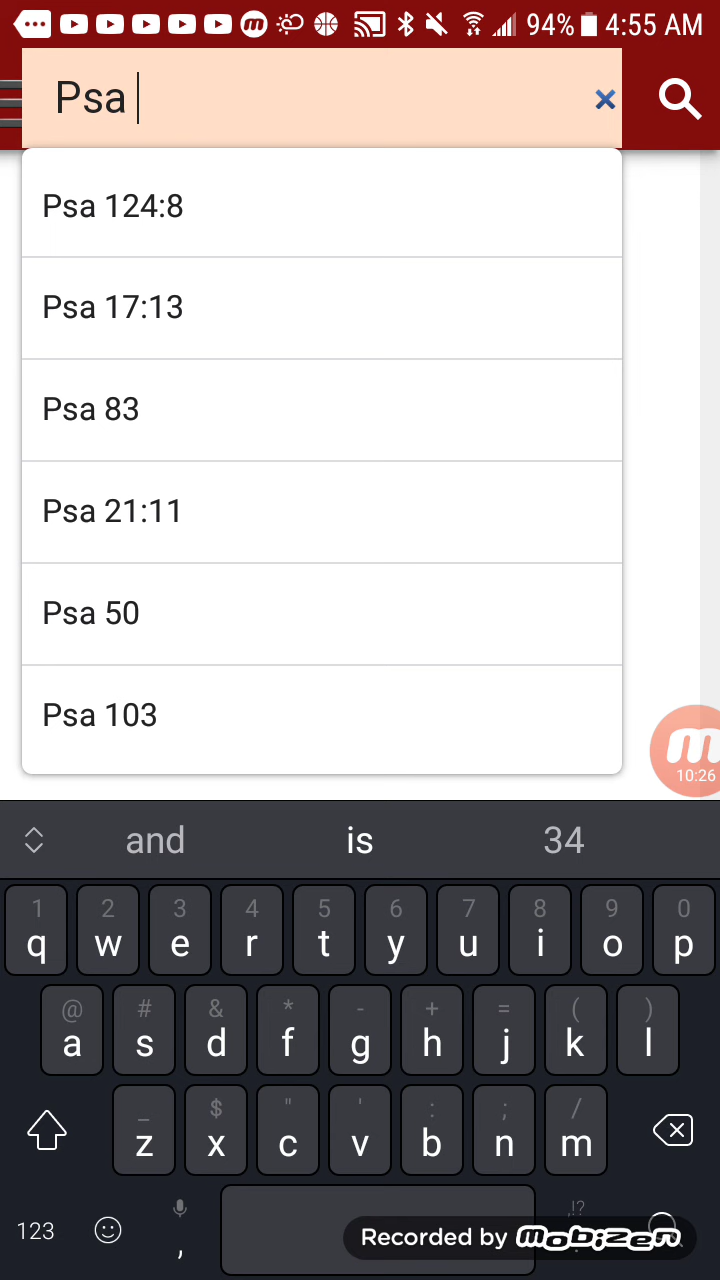 94% 4:55 AM
Psa
Psa 124:8
Psa 17:13
Psa 83
Psa 21:11
Psa 50
Psa 103
m
10:26
and is 34
1 2 3 4 5 6 7 8 9 0
q w e r t y u i o p
@ # & * - + = ( )
a s d f g h j k l
_ $ " ' : ; /
z x c v b n m
123 , ,!?
Recorded by mobizen